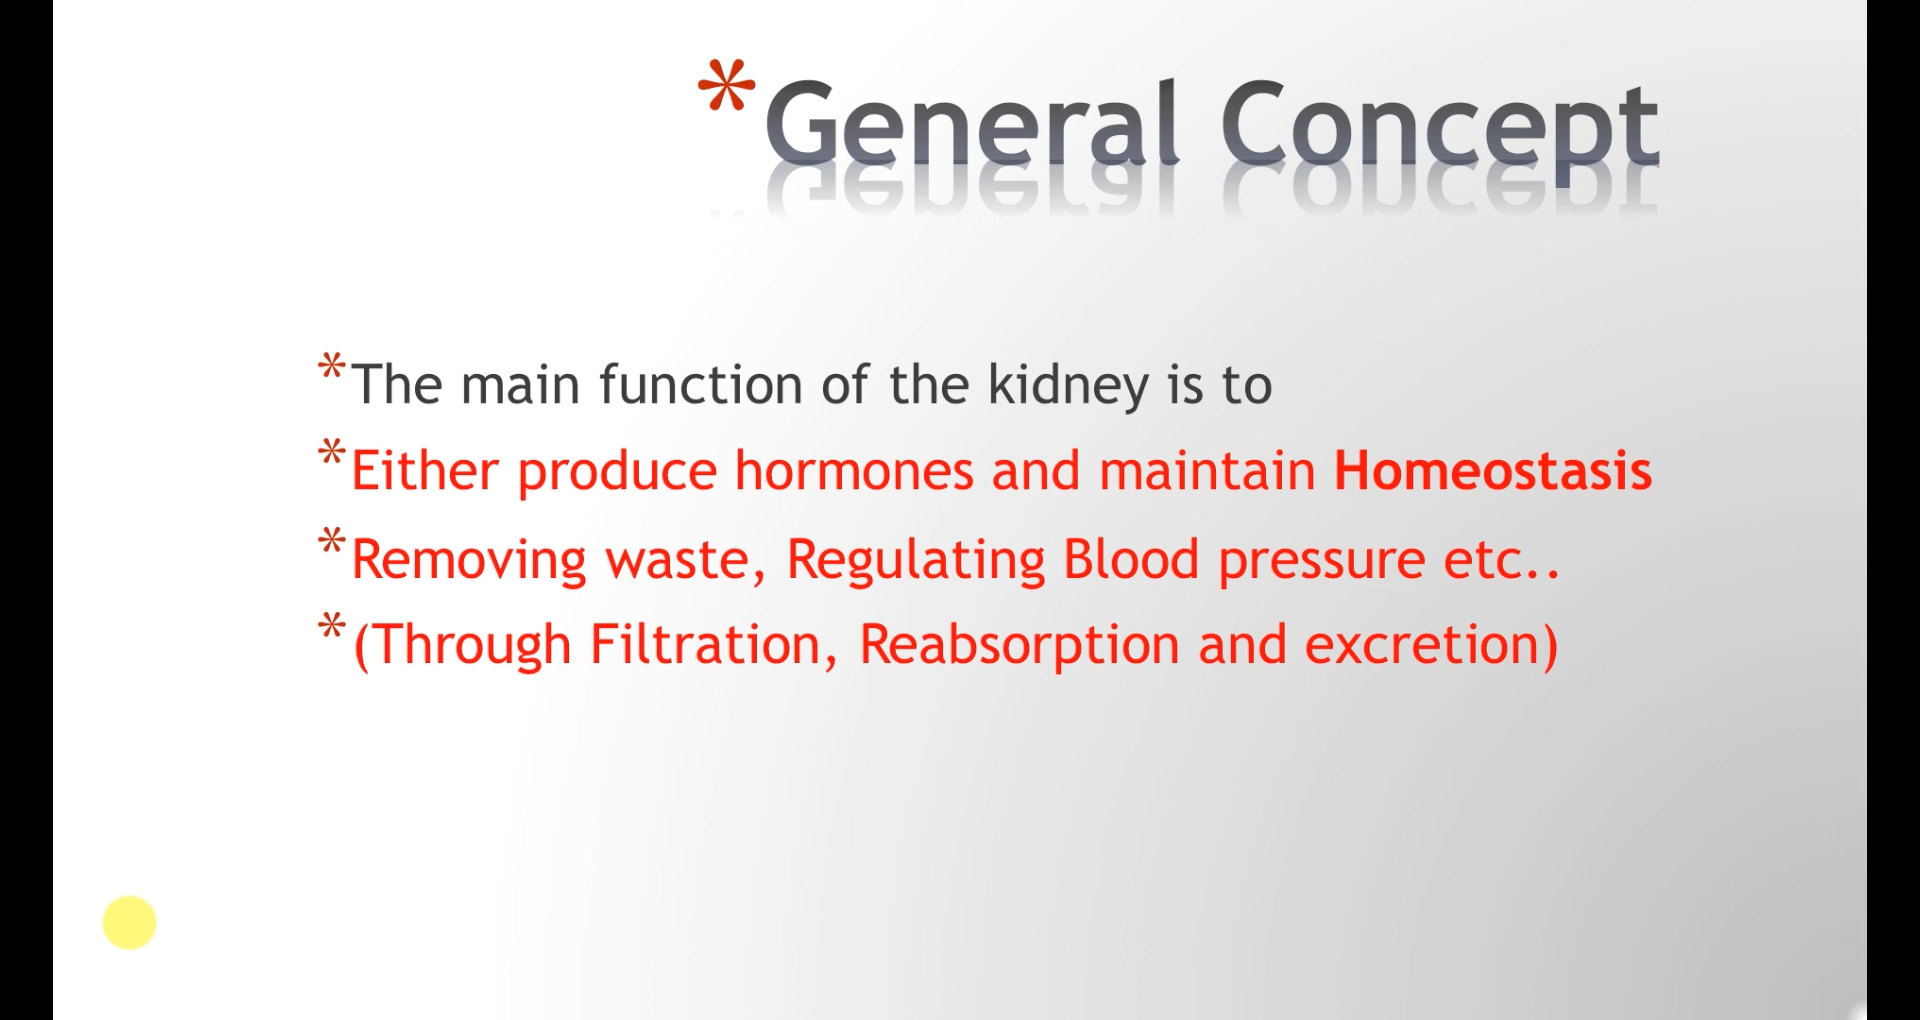 *General Concept
*The main function of the kidney is to
*Either produce hormones and maintain Homeostasis
*Removing waste, Regulating Blood pressure etc..
*(Through Filtration, Reabsorption and excretion)